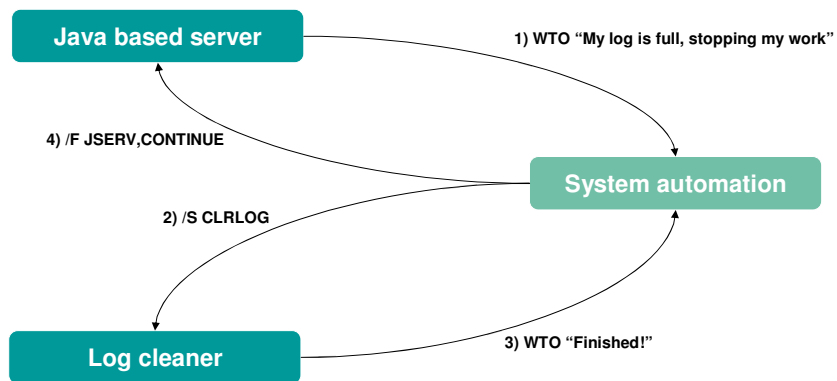 Java based server
1) WTO “My log is full, stopping my work”
4) /F JSERV,CONTINUE
System automation
2) /S CLRLOG
Log cleaner
3) WTO “Finished!”